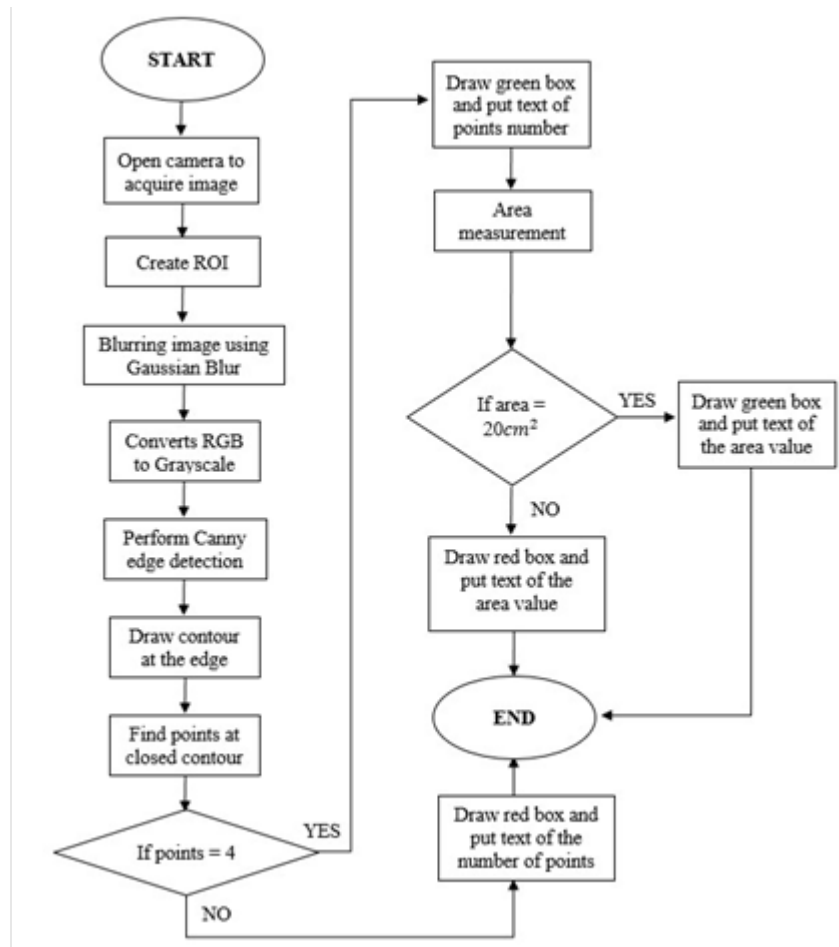 START
Open camera to
acquire image
Create ROI
Blurring image using
Gaussian Blur
Converts RGB
to Grayscale
Perform Canny
edge detection
Draw contour
at the edge
Find points at
closed contour
If points = 4
YES
NO
Draw green box
and put text of
points number
Area
measurement
If area =
20cm²
YES
Draw green box
and put text of
the area value
NO
Draw red box and
put text of the
area value
END
Draw red box and
put text of the
number of points